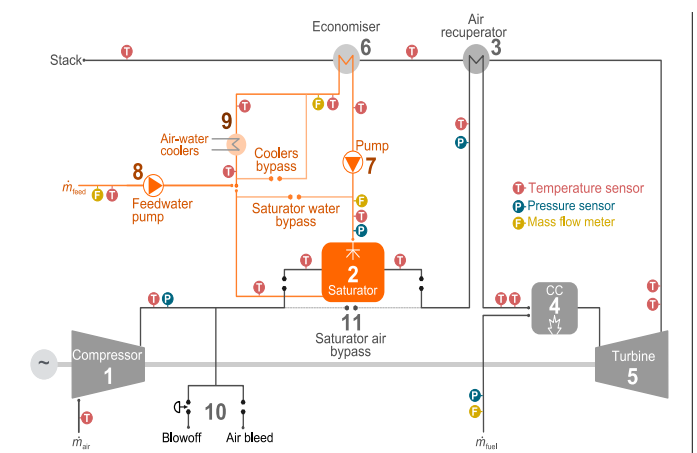 Economiser
6
Air
recuperator
3
T
Stack
T
T
F T
T
T
P
9
Air-water
coolers
Coolers
bypass
Pump
7
T
8
ṁfeed
F T
Feedwater
pump
Saturator water
bypass
F
T
P
T Temperature sensor
P Pressure sensor
F Mass flow meter
T
T
2
Saturator
T
T P
T T
CC
4
T
T
11
Saturator air
bypass
Compressor
1
~
Turbine
5
T
10
P
F
ṁair
Blowoff
Air bleed
ṁfuel